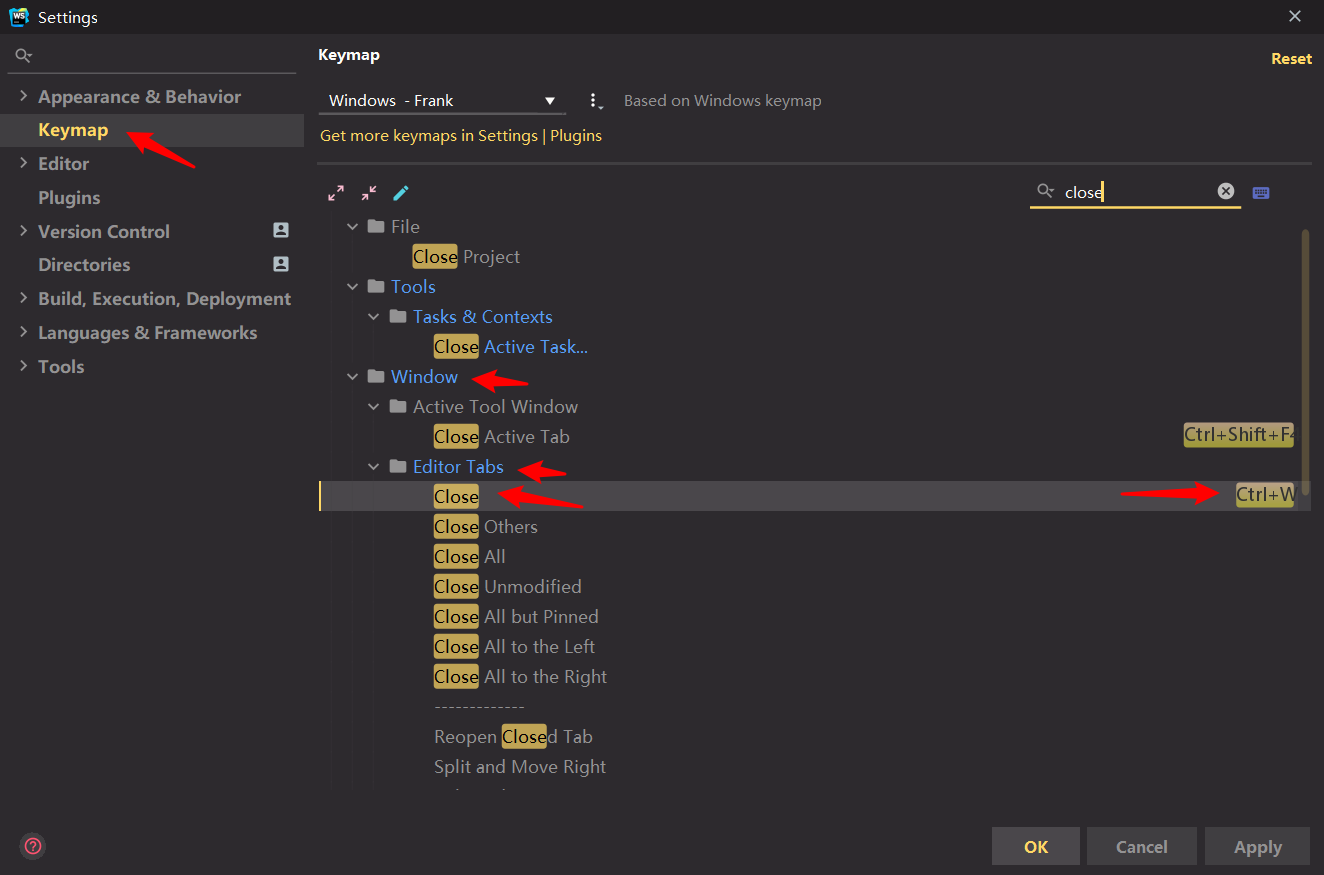 WS Settings
Keymap
Reset
Appearance & Behavior
Keymap
Editor
Plugins
Version Control
Directories
Build, Execution, Deployment
Languages & Frameworks
Tools
Windows - Frank
Based on Windows keymap
Get more keymaps in Settings | Plugins
close
File
Close Project
Tools
Tasks & Contexts
Close Active Task...
Window
Active Tool Window
Close Active Tab Ctrl+Shift+F4
Editor Tabs
Close Ctrl+W
Close Others
Close All
Close Unmodified
Close All but Pinned
Close All to the Left
Close All to the Right
-------------
Reopen Closed Tab
Split and Move Right
?
OK
Cancel
Apply